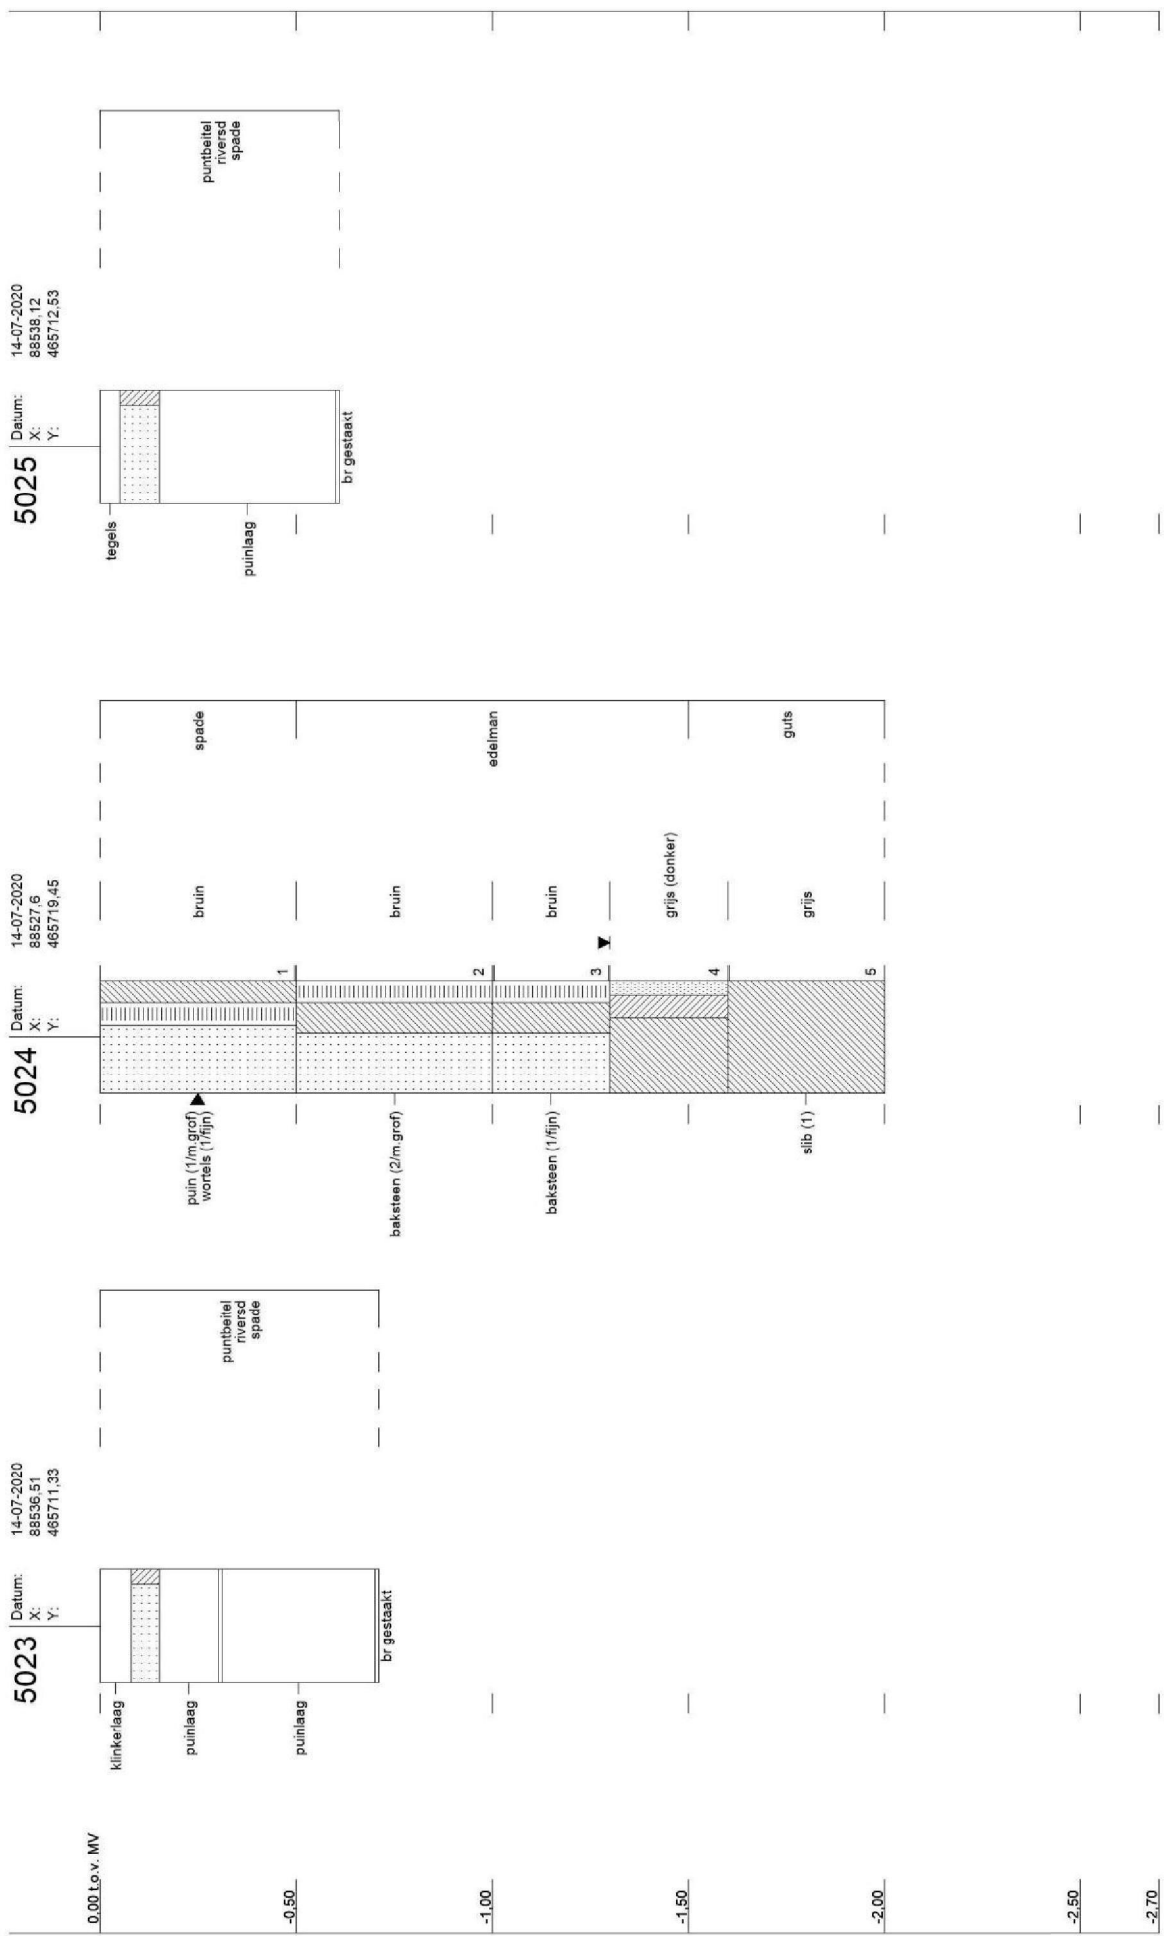 5023
Datum: 14-07-2020
X: 88536,51
Y: 465711,33
5024
Datum: 14-07-2020
X: 88527,6
Y: 465719,45
5025
Datum: 14-07-2020
X: 88538,12
Y: 465712,53
0,00 t.o.v. MV
-0,50
-1,00
-1,50
-2,00
-2,50
-2,70
klinkerlaag
puinlaag
puinlaag
br gestaakt
puntbeitel
riversd
spade
puin (1/m.grof)
wortels (1/fijn)
baksteen (2/m.grof)
baksteen (1/fijn)
slib (1)
1
2
3
4
5
bruin
bruin
bruin
grijs (donker)
grijs
spade
edelman
guts
tegels
puinlaag
br gestaakt
puntbeitel
riversd
spade